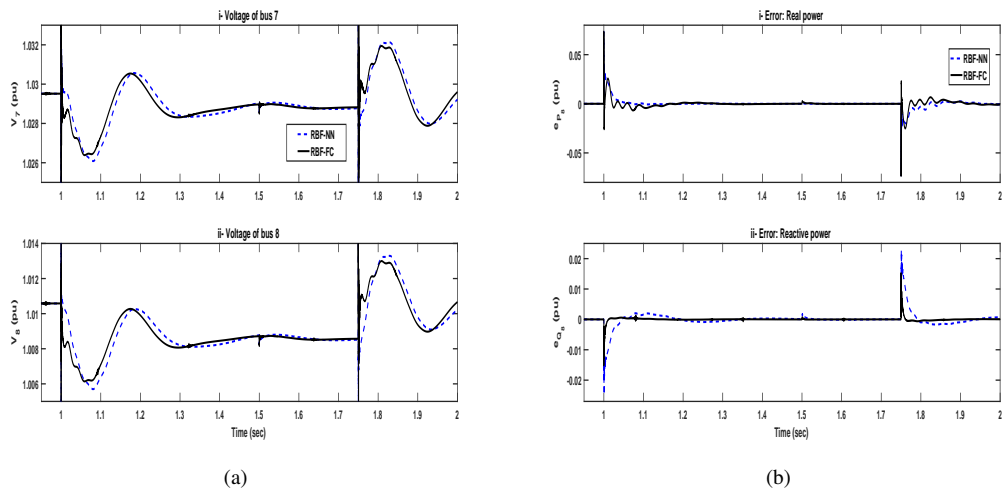 i- Voltage of bus 7
1.032
1.03
1.028
1.026
V7 (pu)
RBF-NN
RBF-FC
1 1.1 1.2 1.3 1.4 1.5 1.6 1.7 1.8 1.9 2
ii- Voltage of bus 8
1.014
1.012
1.01
1.008
1.006
V8 (pu)
1 1.1 1.2 1.3 1.4 1.5 1.6 1.7 1.8 1.9 2
Time (sec)
(a)
i- Error: Real power
0.05
0
-0.05
eP8 (pu)
RBF-NN
RBF-FC
1 1.1 1.2 1.3 1.4 1.5 1.6 1.7 1.8 1.9 2
ii- Error: Reactive power
0.02
0.01
0
-0.01
-0.02
eQ8 (pu)
1 1.1 1.2 1.3 1.4 1.5 1.6 1.7 1.8 1.9 2
Time (sec)
(b)